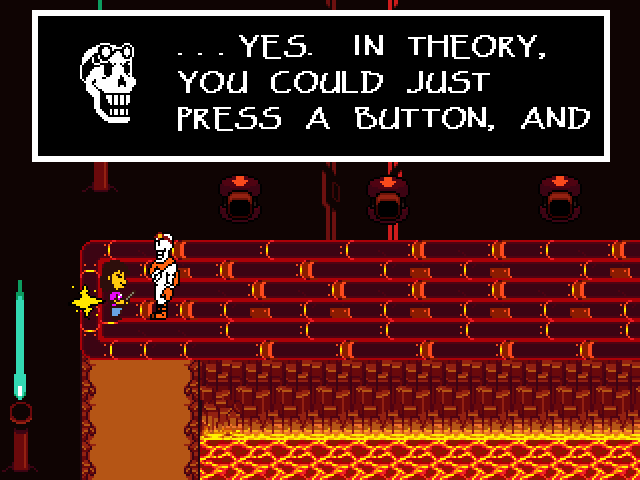 ...YES. IN THEORY,
YOU COULD JUST
PRESS A BUTTON, AND